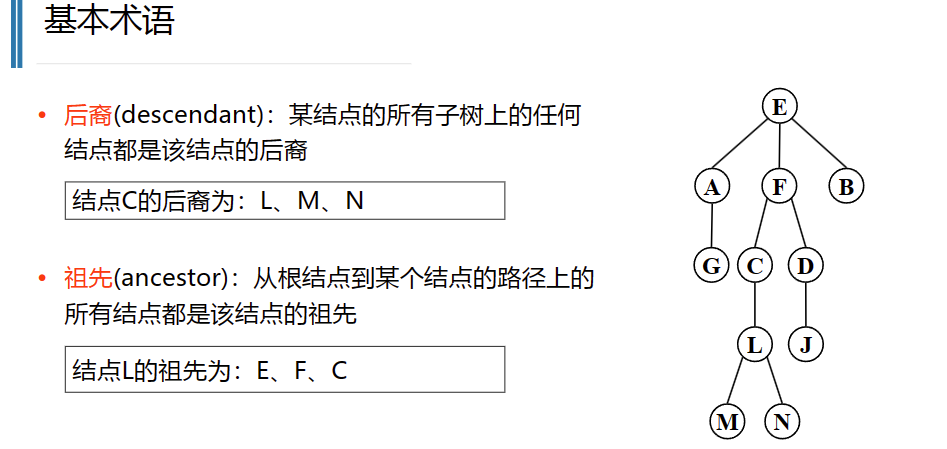 基本术语
• 后裔(descendant)：某结点的所有子树上的任何
结点都是该结点的后裔
结点C的后裔为：L、M、N
• 祖先(ancestor)：从根结点到某个结点的路径上的
所有结点都是该结点的祖先
结点L的祖先为：E、F、C
E
A F B
G C D
L J
M N